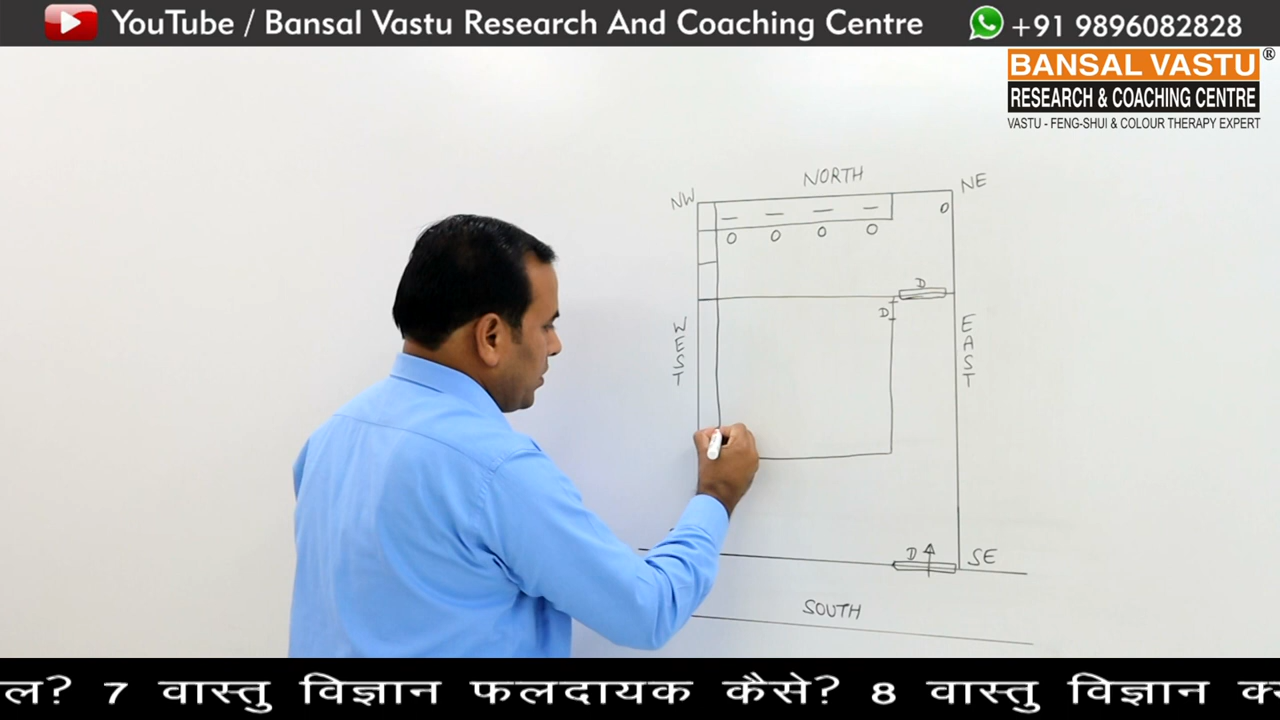 YouTube / Bansal Vastu Research And Coaching Centre
+91 9896082828
BANSAL VASTU®
RESEARCH & COACHING CENTRE
VASTU - FENG-SHUI & COLOUR THERAPY EXPERT
NORTH
NW
NE
O
O O O O
D
D
WEST
EAST
D
SE
SOUTH
ल? 7 वास्तु विज्ञान फलदायक कैसे? 8 वास्तु विज्ञान क्